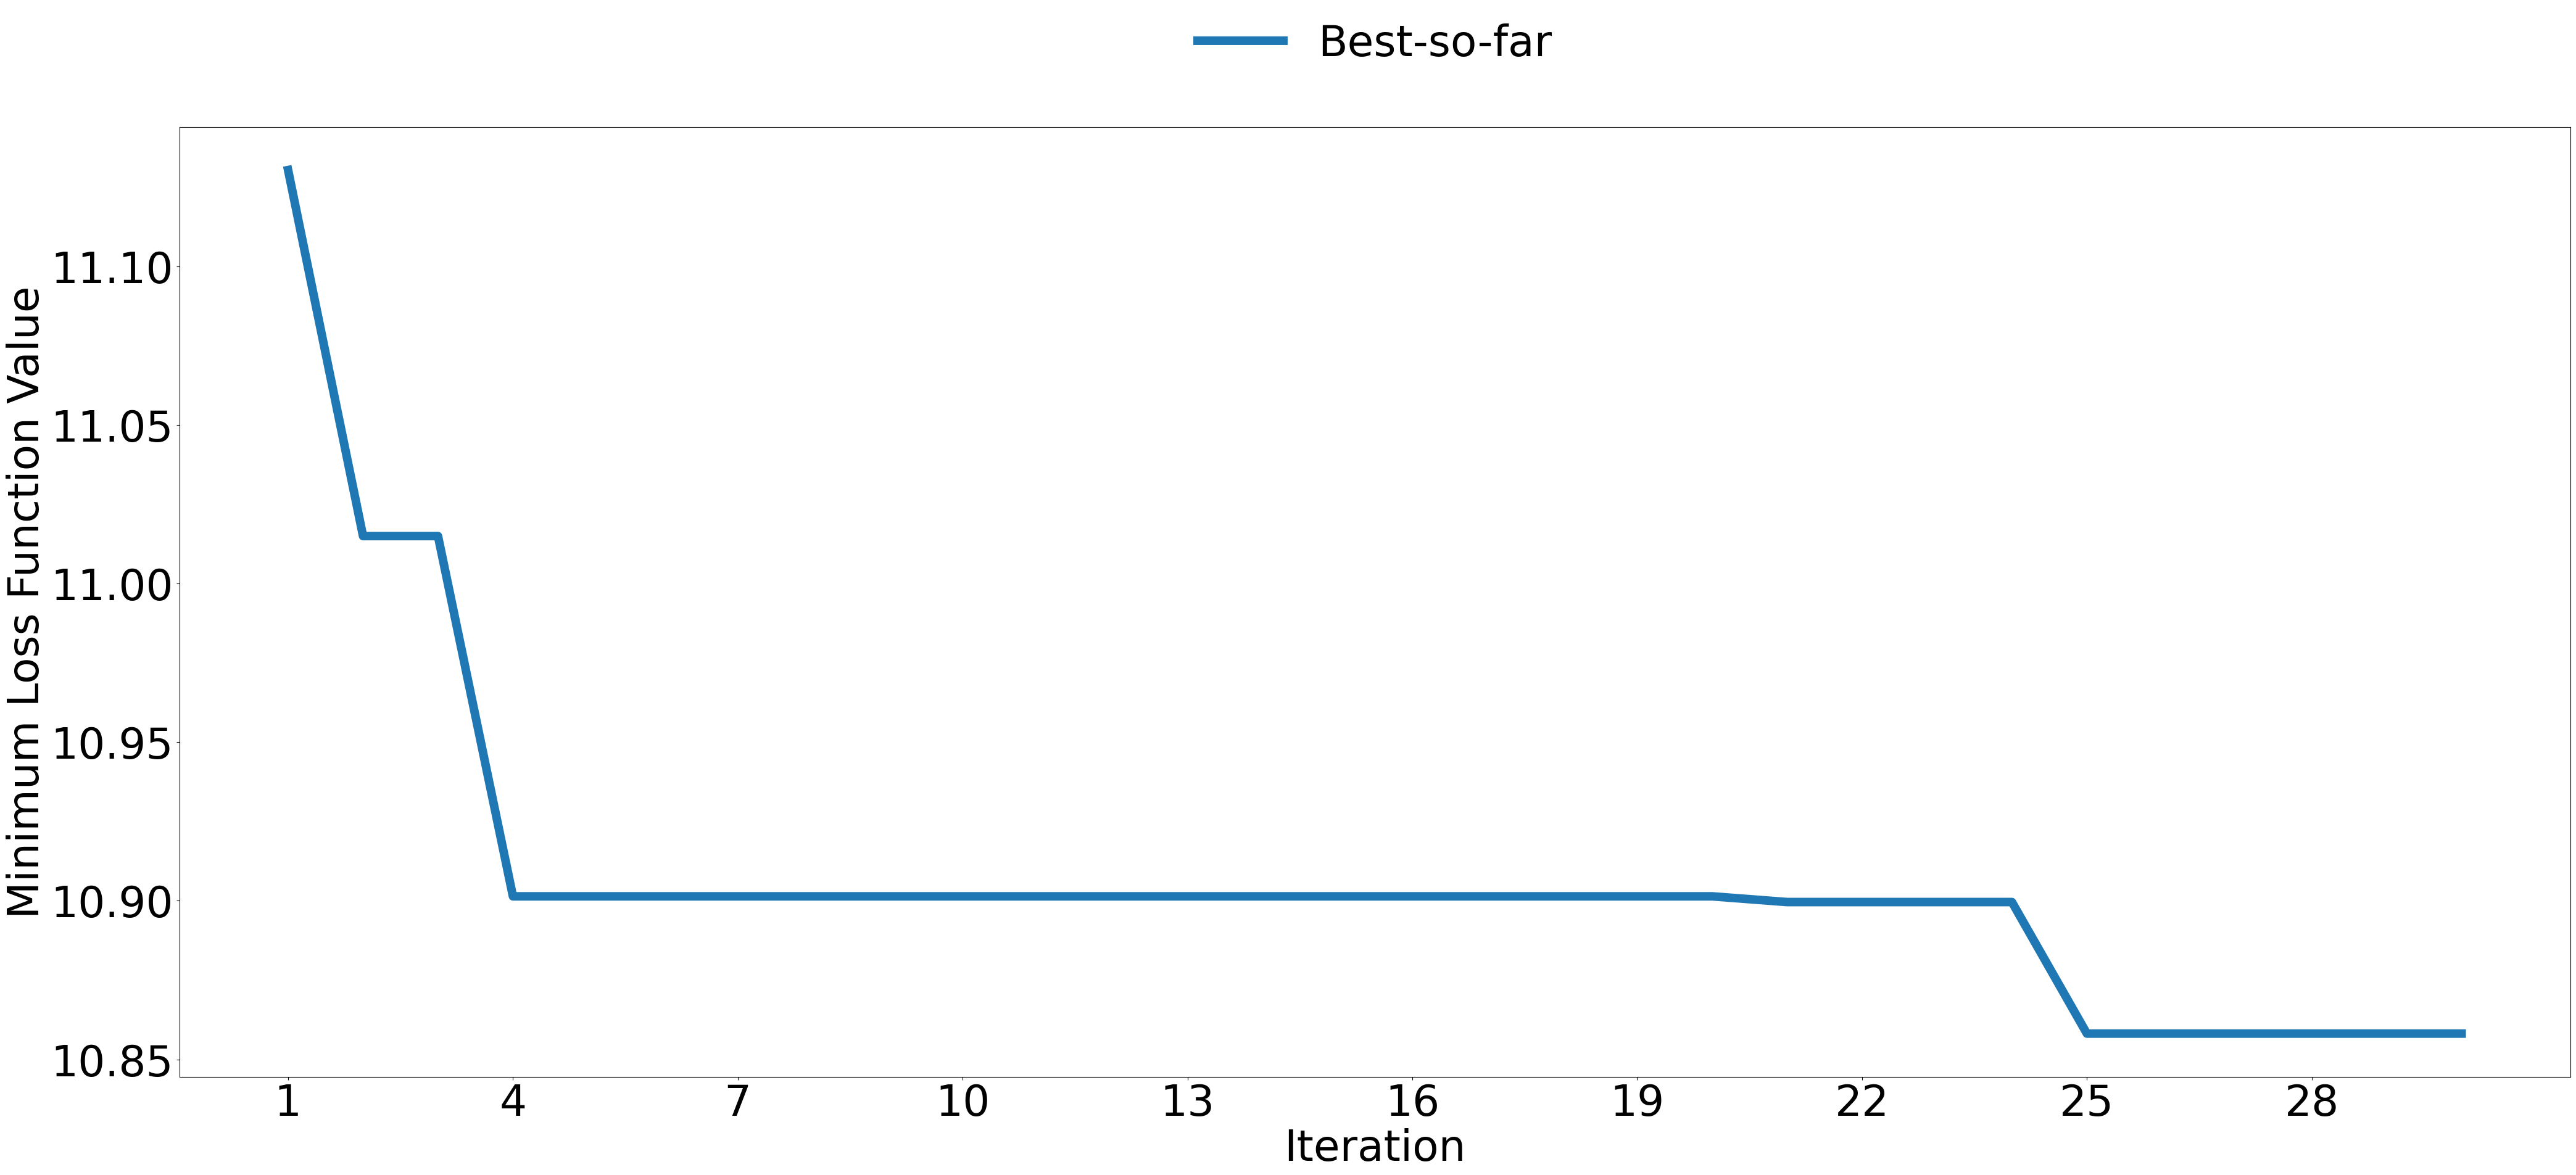 Best-so-far
Minimum Loss Function Value
11.10
11.05
11.00
10.95
10.90
10.85
1 4 7 10 13 16 19 22 25 28
Iteration